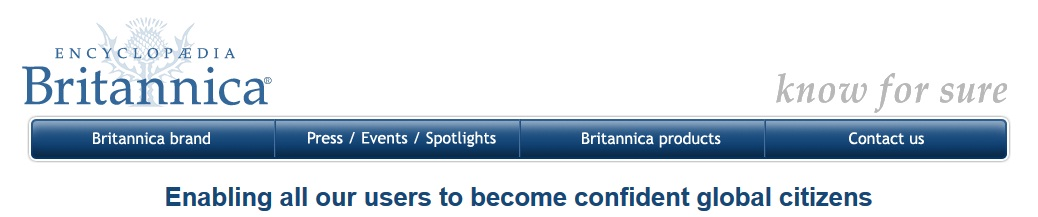 ENCYCLOPÆDIA
Britannica®
know for sure
Britannica brand
Press / Events / Spotlights
Britannica products
Contact us
Enabling all our users to become confident global citizens